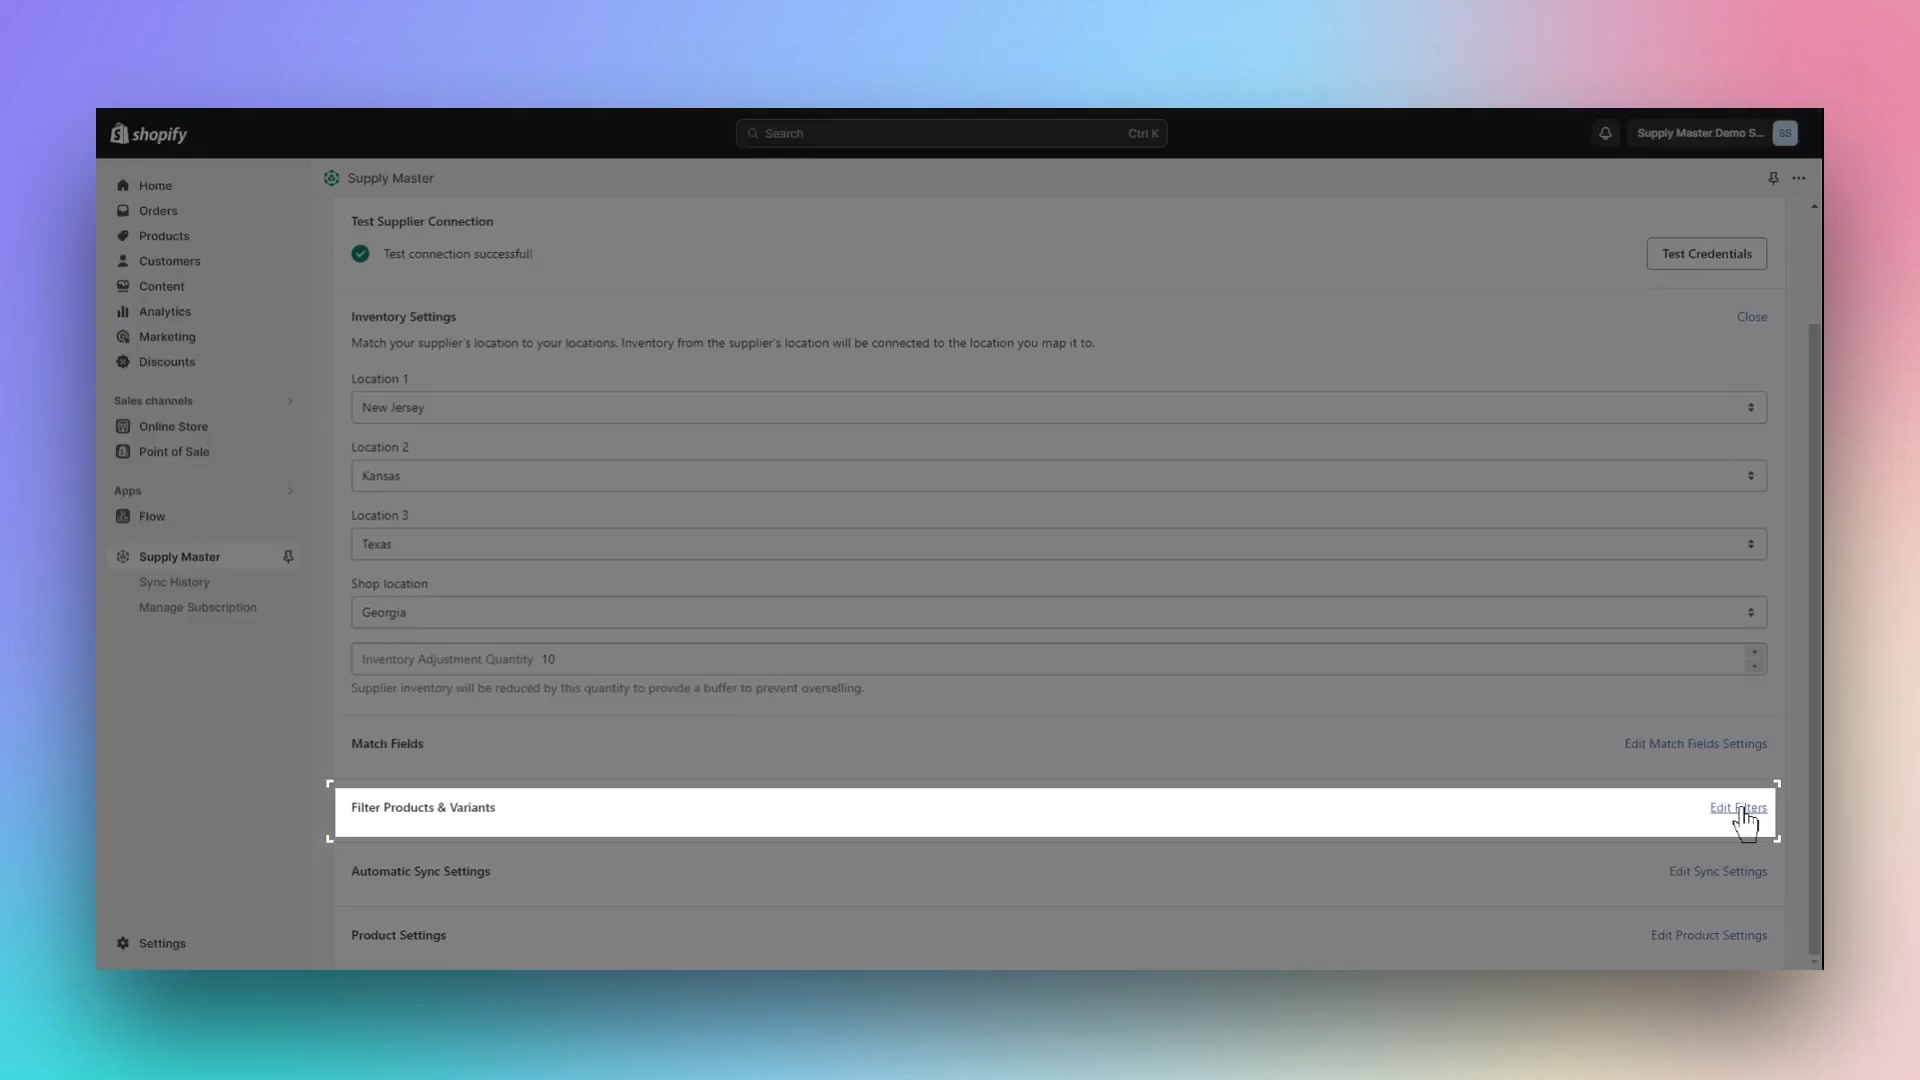 shopify
Search
Ctrl K
Supply Master Demo S...
SS
Home
Orders
Products
Customers
Content
Analytics
Marketing
Discounts
Sales channels
Online Store
Point of Sale
Apps
Flow
Supply Master
Sync History
Manage Subscription
Settings
Supply Master
Test Supplier Connection
Test connection successful!
Test Credentials
Inventory Settings
Close
Match your supplier's location to your locations. Inventory from the supplier's location will be connected to the location you map it to.
Location 1
New Jersey
Location 2
Kansas
Location 3
Texas
Shop location
Georgia
Inventory Adjustment Quantity 10
Supplier inventory will be reduced by this quantity to provide a buffer to prevent overselling.
Match Fields
Edit Match Fields Settings
Filter Products & Variants
Edit Filters
Automatic Sync Settings
Edit Sync Settings
Product Settings
Edit Product Settings